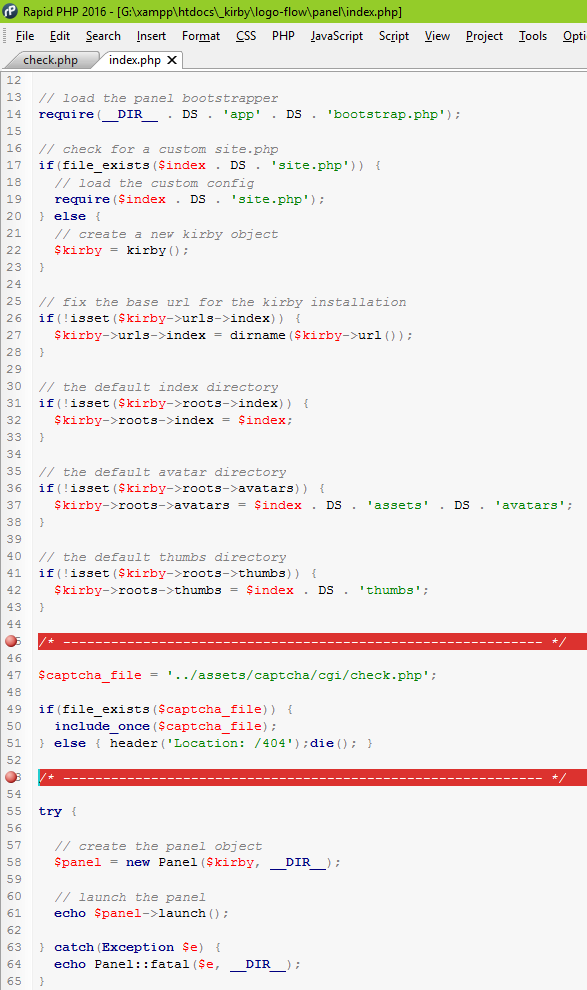 Rapid PHP 2016 - [G:\xampp\htdocs\_kirby\logo-flow\panel\index.php]
File Edit Search Insert Format CSS PHP JavaScript Script View Project Tools Opti
check.php index.php
12
13 // load the panel bootstrapper
14 require(__DIR__ . DS . 'app' . DS . 'bootstrap.php');
15
16 // check for a custom site.php
17 if(file_exists($index . DS . 'site.php')) {
18 // load the custom config
19 require($index . DS . 'site.php');
20 } else {
21 // create a new kirby object
22 $kirby = kirby();
23 }
24
25 // fix the base url for the kirby installation
26 if(!isset($kirby->urls->index)) {
27 $kirby->urls->index = dirname($kirby->url());
28 }
29
30 // the default index directory
31 if(!isset($kirby->roots->index)) {
32 $kirby->roots->index = $index;
33 }
34
35 // the default avatar directory
36 if(!isset($kirby->roots->avatars)) {
37 $kirby->roots->avatars = $index . DS . 'assets' . DS . 'avatars';
38 }
39
40 // the default thumbs directory
41 if(!isset($kirby->roots->thumbs)) {
42 $kirby->roots->thumbs = $index . DS . 'thumbs';
43 }
44
5 /* ------------------------------------------------------------ */
46
47 $captcha_file = '../assets/captcha/cgi/check.php';
48
49 if(file_exists($captcha_file)) {
50 include_once($captcha_file);
51 } else { header('Location: /404');die(); }
52
3 /* ------------------------------------------------------------ */
54
55 try {
56
57 // create the panel object
58 $panel = new Panel($kirby, __DIR__);
59
60 // launch the panel
61 echo $panel->launch();
62
63 } catch(Exception $e) {
64 echo Panel::fatal($e, __DIR__);
65 }